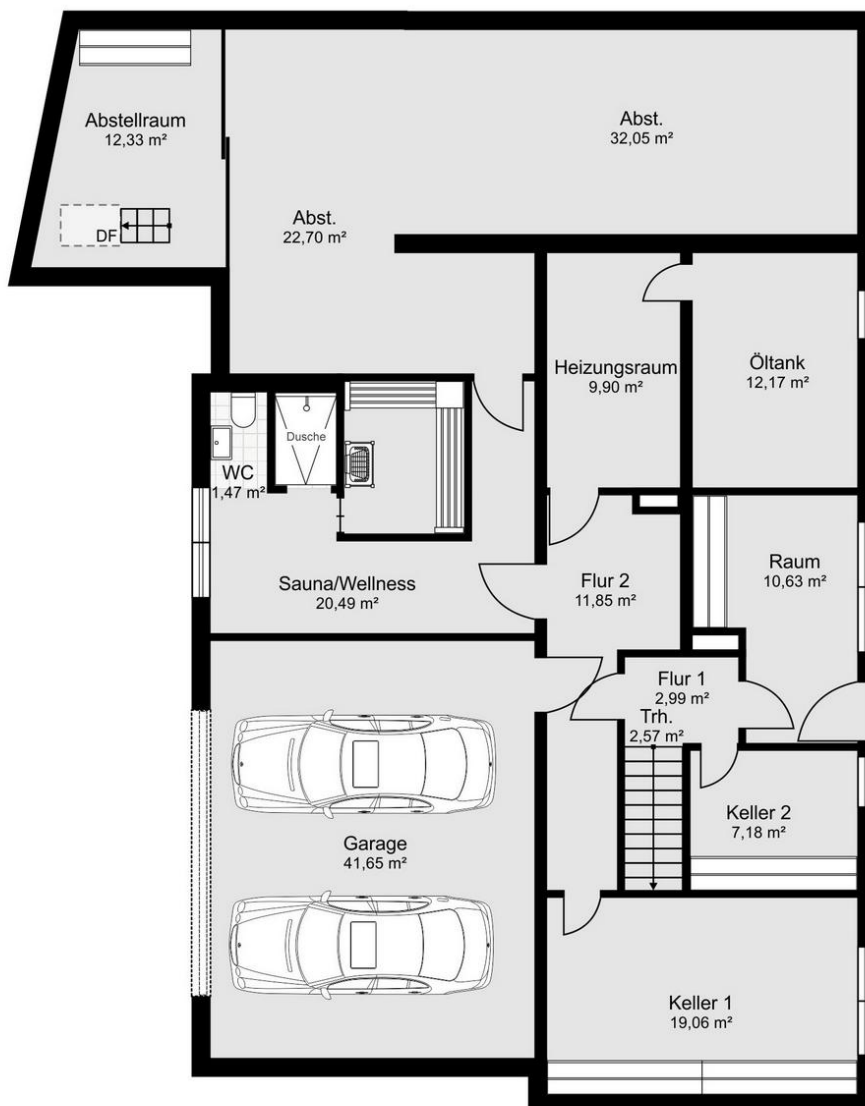 Abstellraum
12,33 m²
DF
Abst.
32,05 m²
Abst.
22,70 m²
Heizungsraum
9,90 m²
Öltank
12,17 m²
Dusche
WC
1,47 m²
Sauna/Wellness
20,49 m²
Flur 2
11,85 m²
Raum
10,63 m²
Flur 1
2,99 m²
Trh.
2,57 m²
Garage
41,65 m²
Keller 2
7,18 m²
Keller 1
19,06 m²